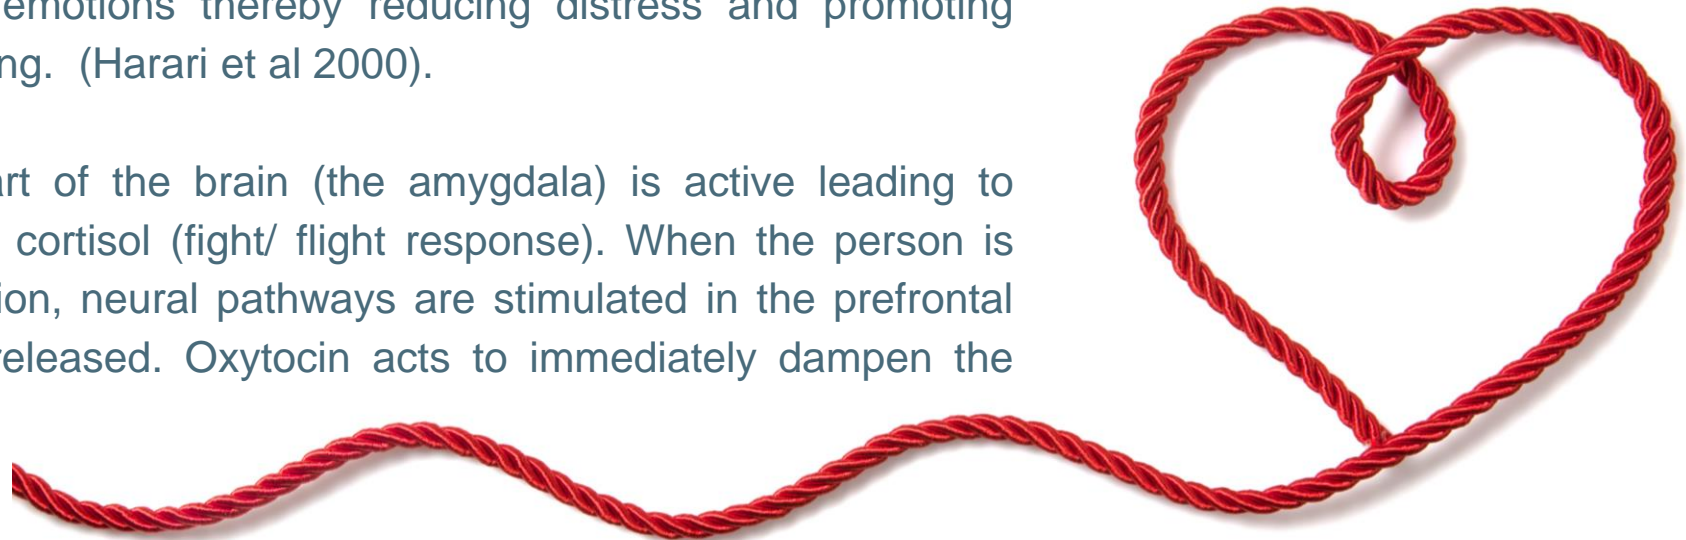 emotions thereby reducing distress and promoting
ng. (Harari et al 2000).
art of the brain (the amygdala) is active leading to
cortisol (fight/ flight response). When the person is
ion, neural pathways are stimulated in the prefrontal
released. Oxytocin acts to immediately dampen the